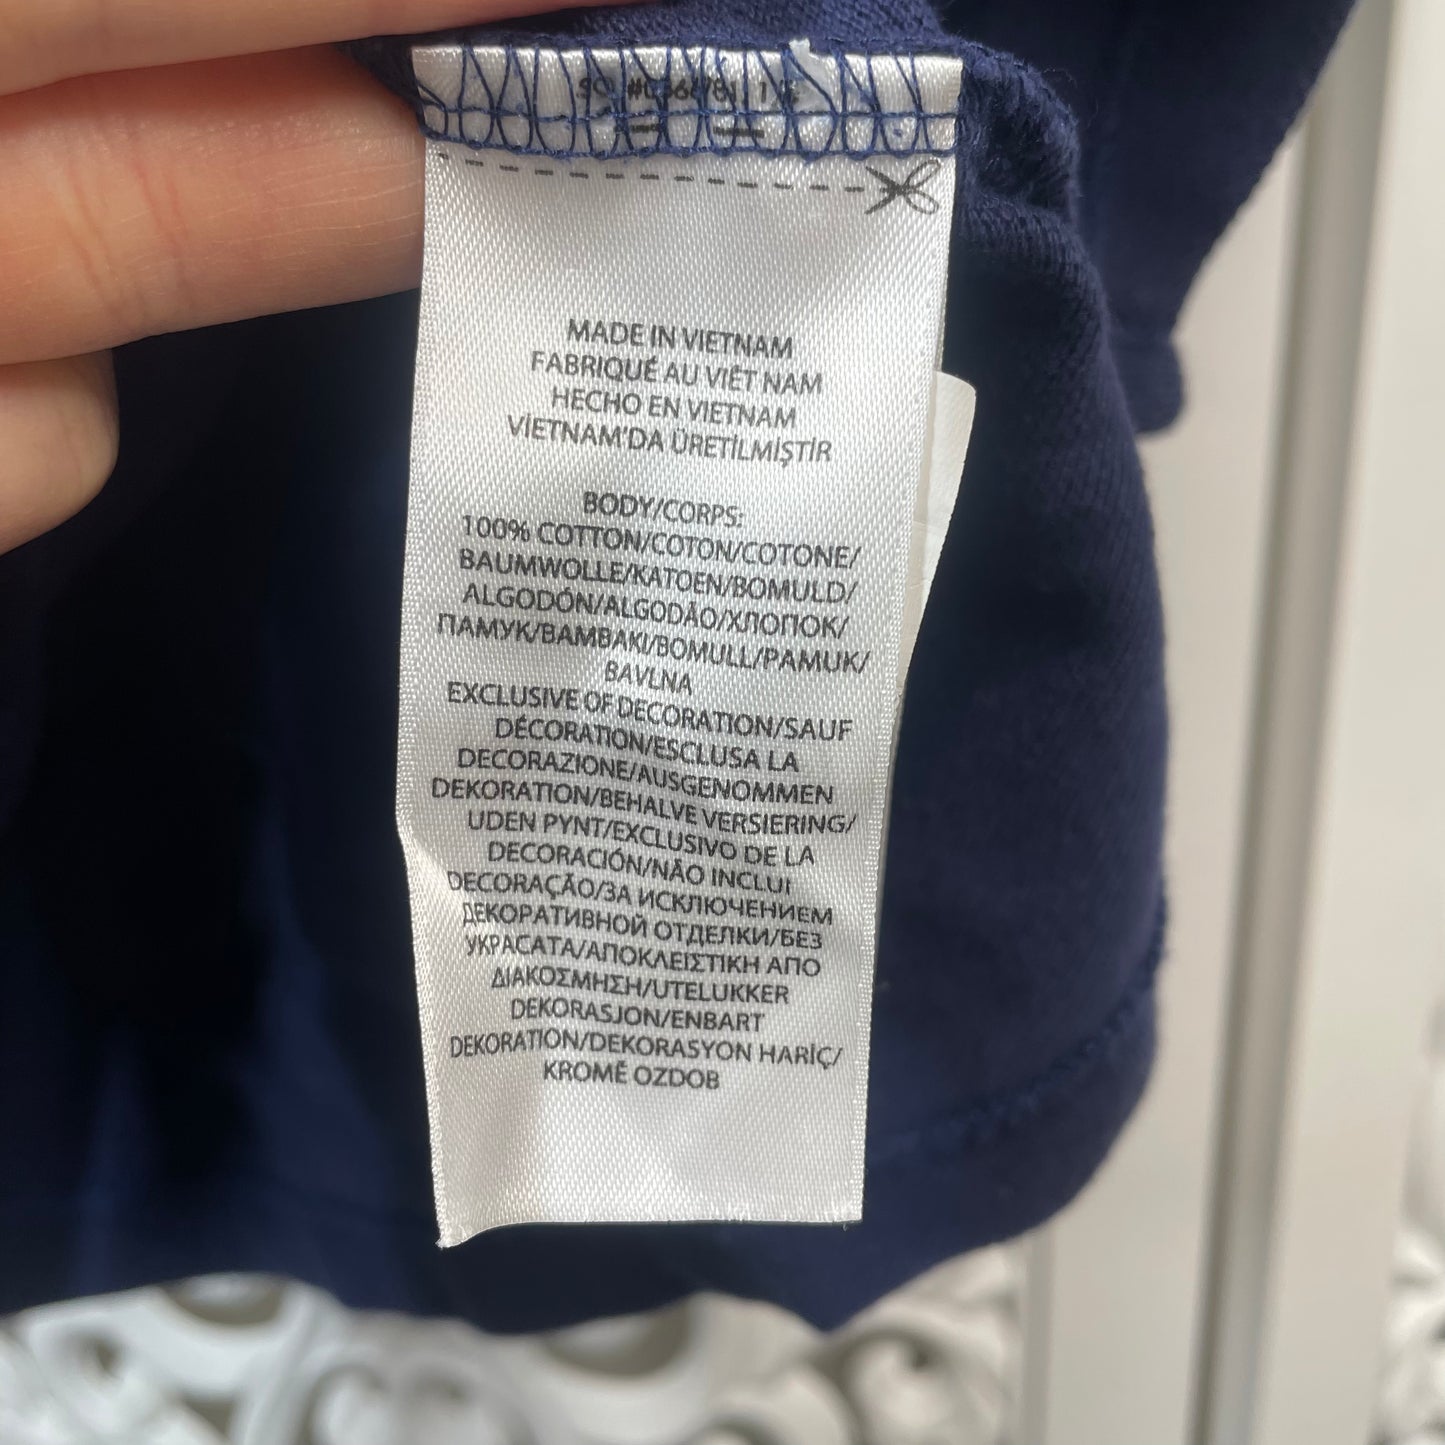 MADE IN VIETNAM
FABRIQUÉ AU VIÊT NAM
HECHO EN VIETNAM
VİETNAM'DA ÜRETİLMİŞTİR
BODY/CORPS:
100% COTTON/COTON/COTONE/
BAUMWOLLE/KATOEN/BOMULD/
ALGODÓN/ALGODÃO/ХЛОПОК/
ПАМУК/ΒΑΜΒΑΚΙ/BOMULL/PAMUK/
BAVLNA
EXCLUSIVE OF DECORATION/SAUF
DÉCORATION/ESCLUSA LA
DECORAZIONE/AUSGENOMMEN
DEKORATION/BEHALVE VERSIERING/
UDEN PYNT/EXCLUSIVO DE LA
DECORACIÓN/NÃO INCLUI
DECORAÇÃO/ЗА ИСКЛЮЧЕНИЕМ
ДЕКОРАТИВНОЙ ОТДЕЛКИ/БЕЗ
УКРАСАТА/ΑΠΟΚΛΕΙΣΤΙΚΗ ΑΠΟ
ΔΙΑΚΟΣΜΗΣΗ/UTELUKKER
DEKORASJON/ENBART
DEKORATION/DEKORASYON HARİÇ/
KROMĚ OZDOB